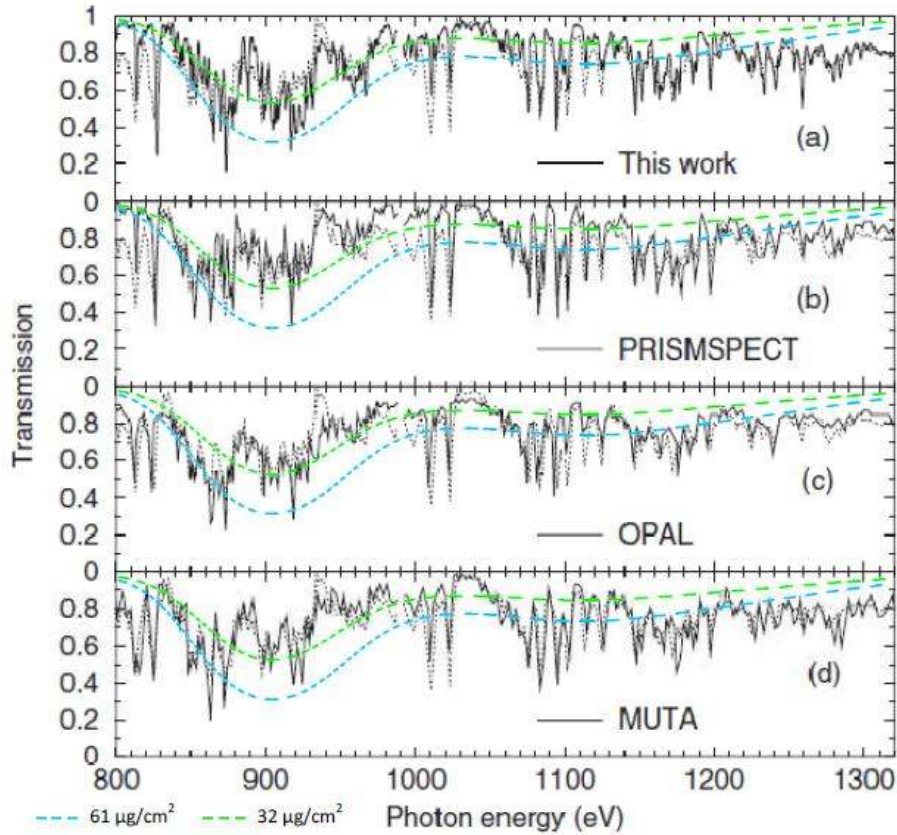 1
0.8
0.6
0.4
0.2
(a)
This work
0
0.8
0.6
0.4
0.2
(b)
PRISMSPECT
0
0.8
0.6
0.4
0.2
(c)
OPAL
0
0.8
0.6
0.4
0.2
(d)
MUTA
0
Transmission
800 900 1000 1100 1200 1300
61 µg/cm² 32 µg/cm² Photon energy (eV)